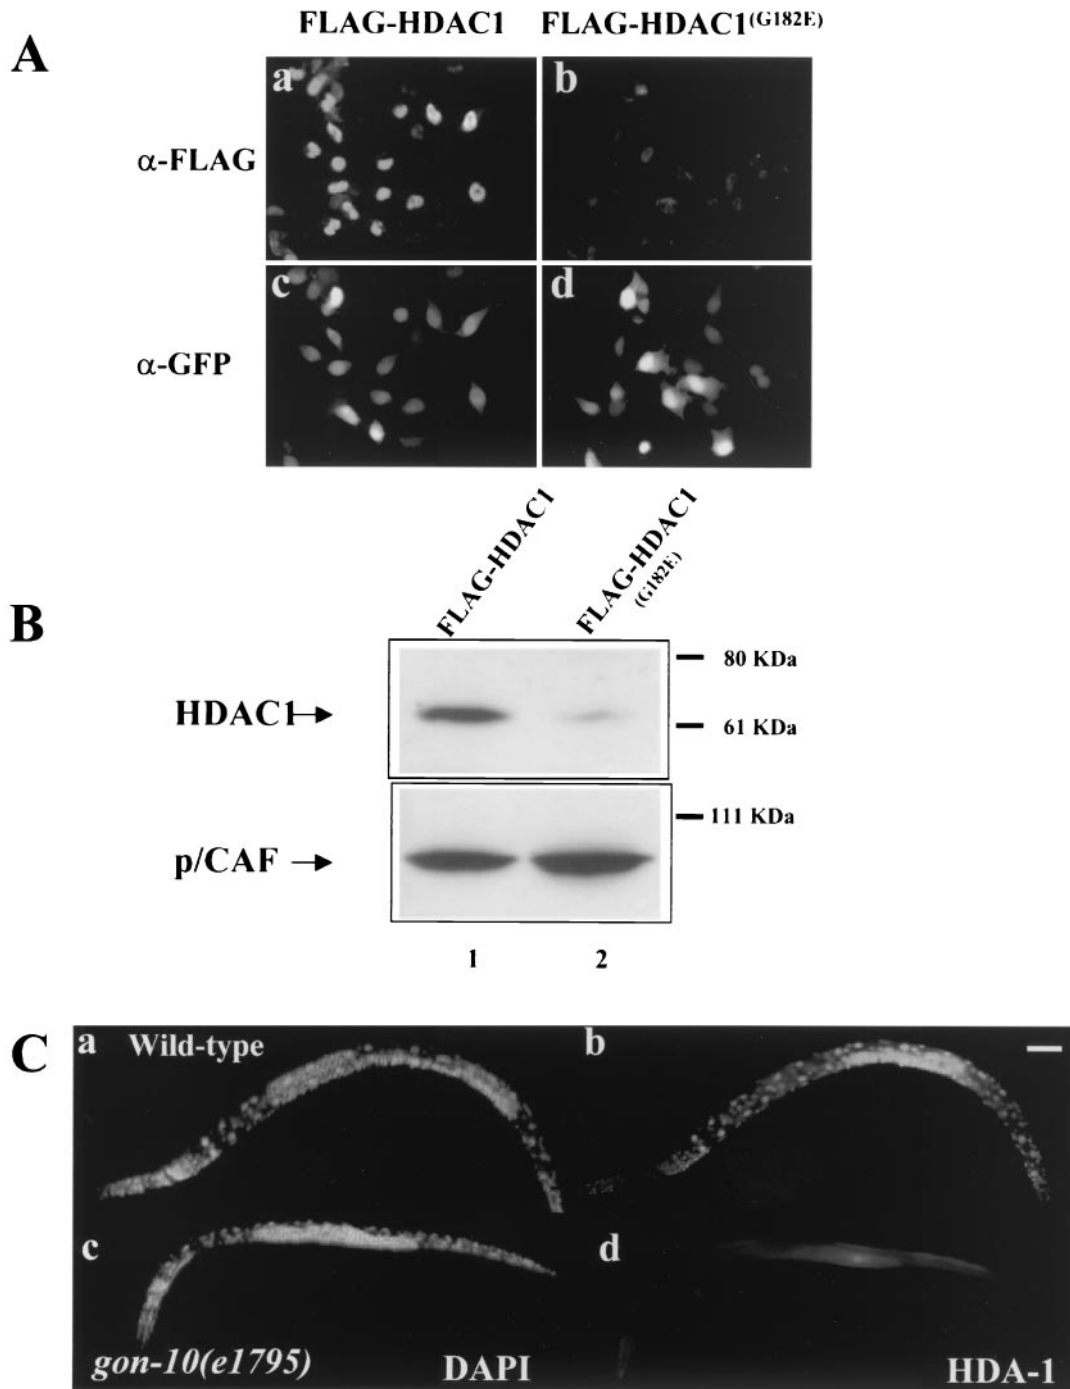 A
FLAG-HDAC1 FLAG-HDAC1(G182E)
a b
α-FLAG
c d
α-GFP
B
FLAG-HDAC1 FLAG-HDAC1
(G182E)
80 KDa
HDAC1
61 KDa
111 KDa
p/CAF
1 2
C
a Wild-type b
c d
gon-10(e1795) DAPI HDA-1